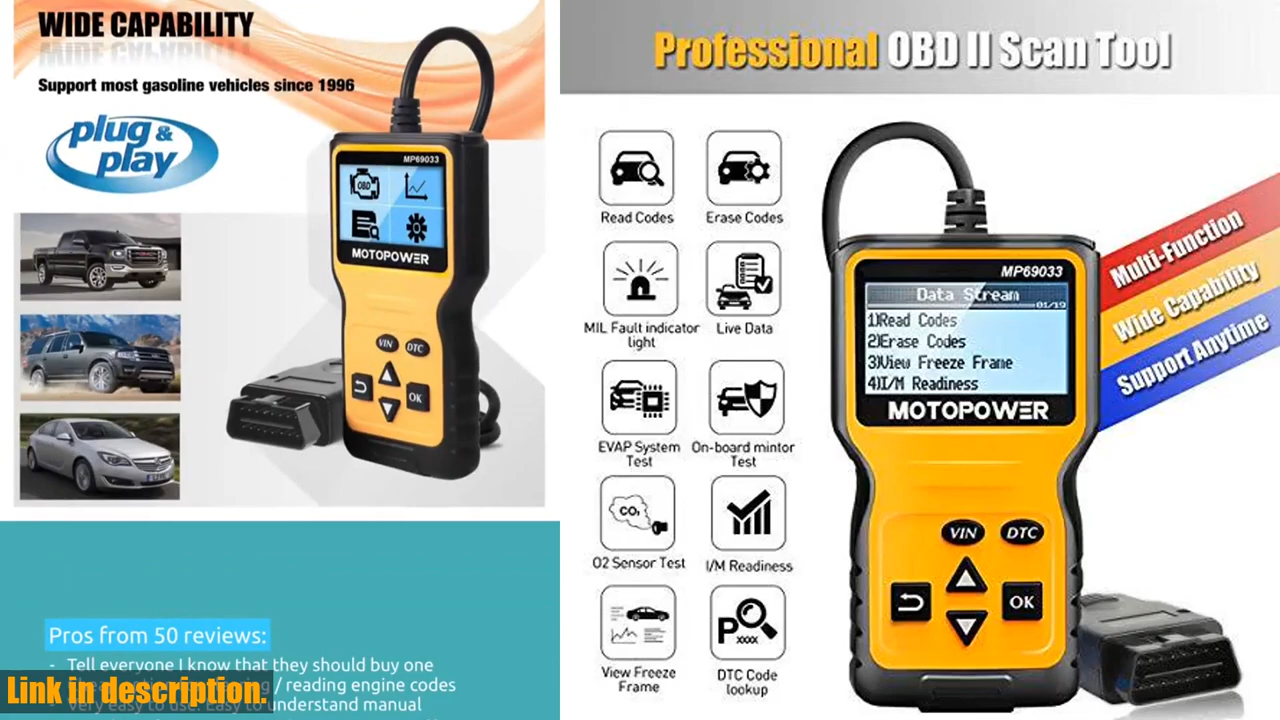 WIDE CAPABILITY
Support most gasoline vehicles since 1996
plug &
play
MP69033
OBD
MOTOPOWER
VIN
DTC
OK
Pros from 50 reviews:
- Tell everyone I know that they should buy one
/ reading engine codes
- Very easy to use. Easy to understand manual
Link in description.
Professional OBD II Scan Tool
Read Codes
Erase Codes
MIL Fault indicator
light
Live Data
EVAP System
Test
On-board mintor
Test
CO₂
O2 Sensor Test
I/M Readiness
View Freeze
Frame
P
xxxx
DTC Code
lookup
MP69033
Data Stream
01/19
1)Read Codes
2)Erase Codes
3)View Freeze Frame
4)I/M Readiness
MOTOPOWER
VIN
DTC
OK
Multi-Function
Wide Capability
Support Anytime